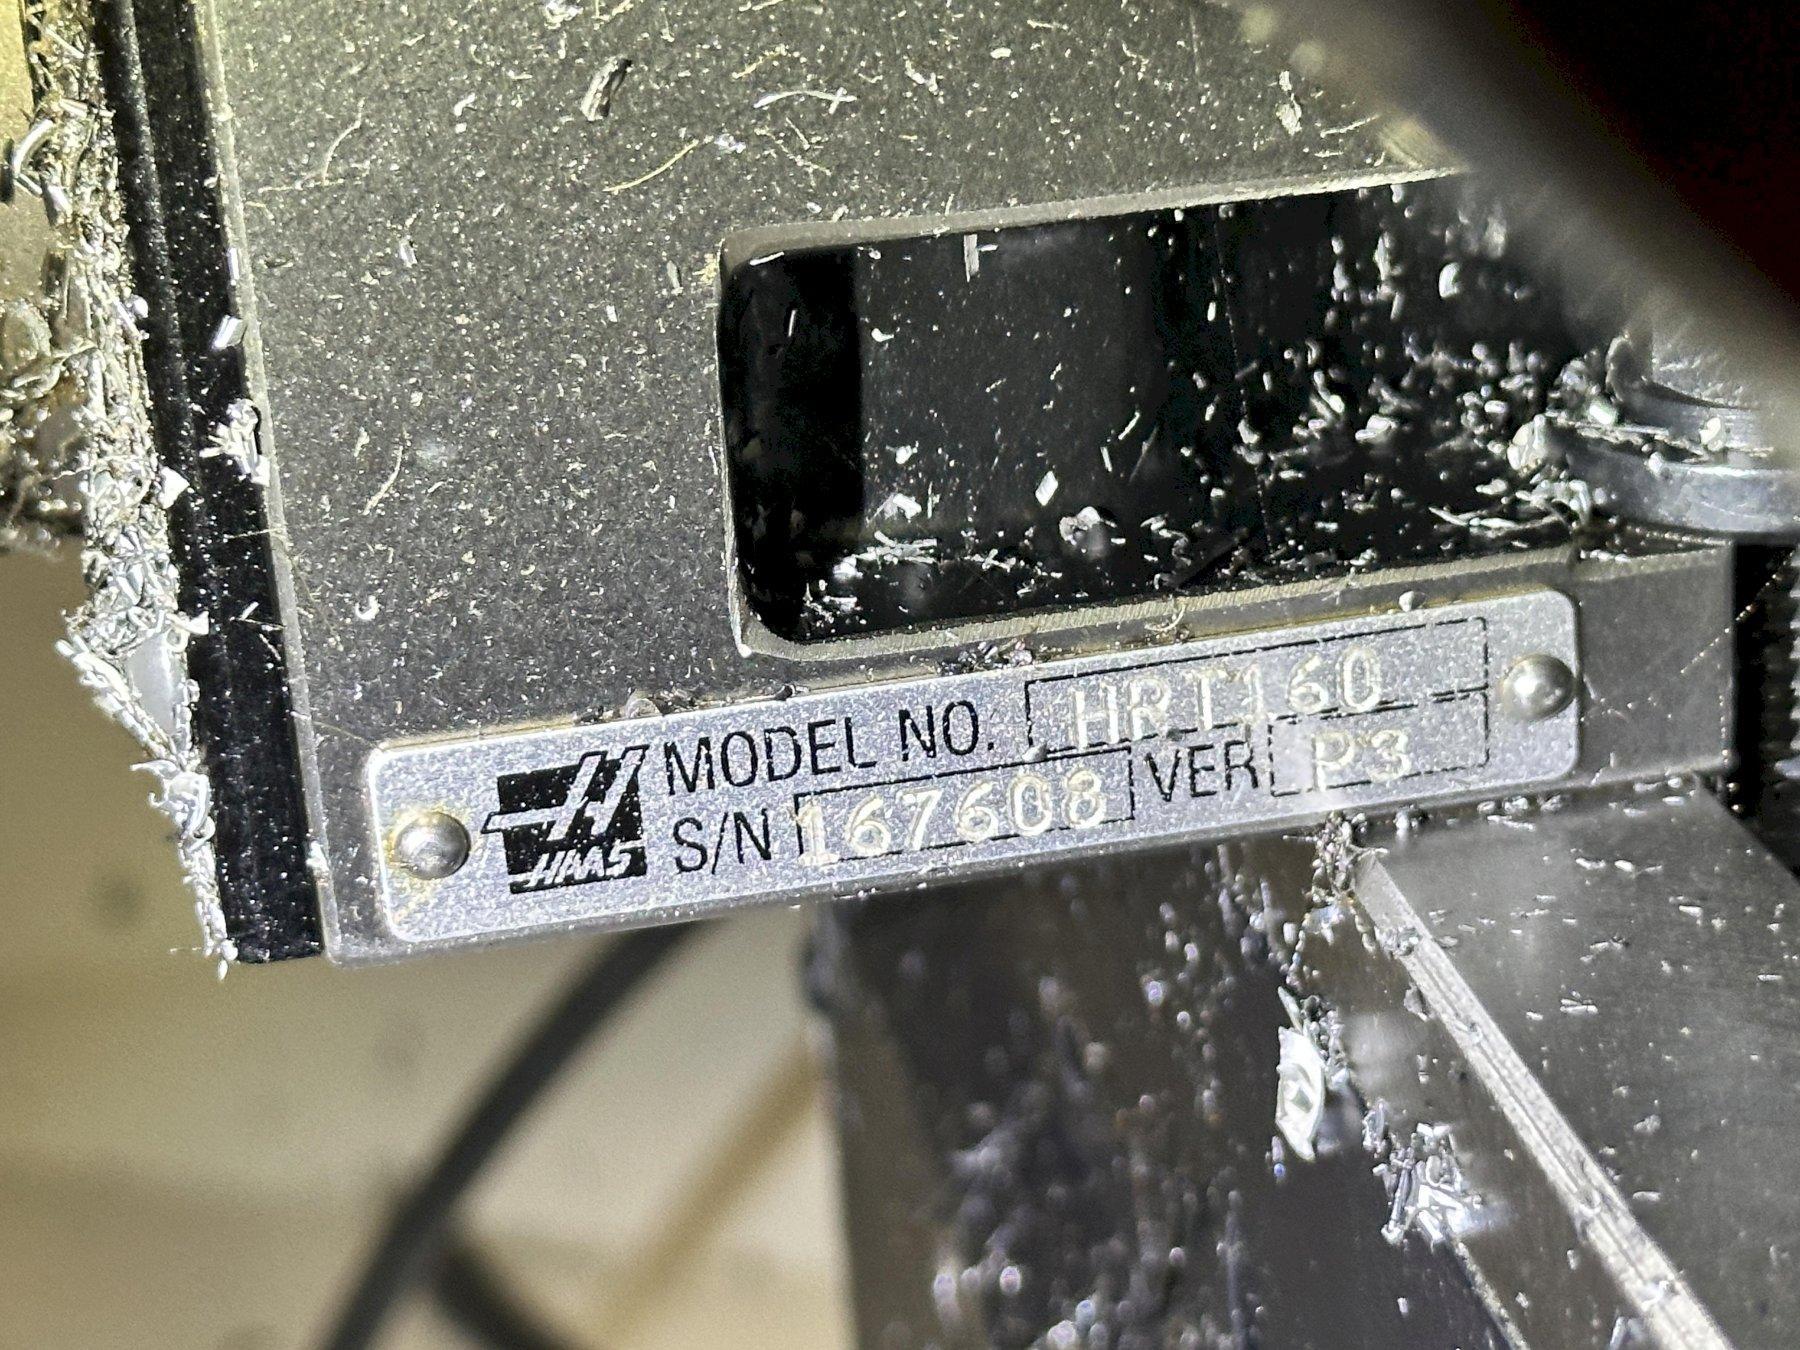 HAAS
MODEL NO. HRT160
S/N 167608 VER P3